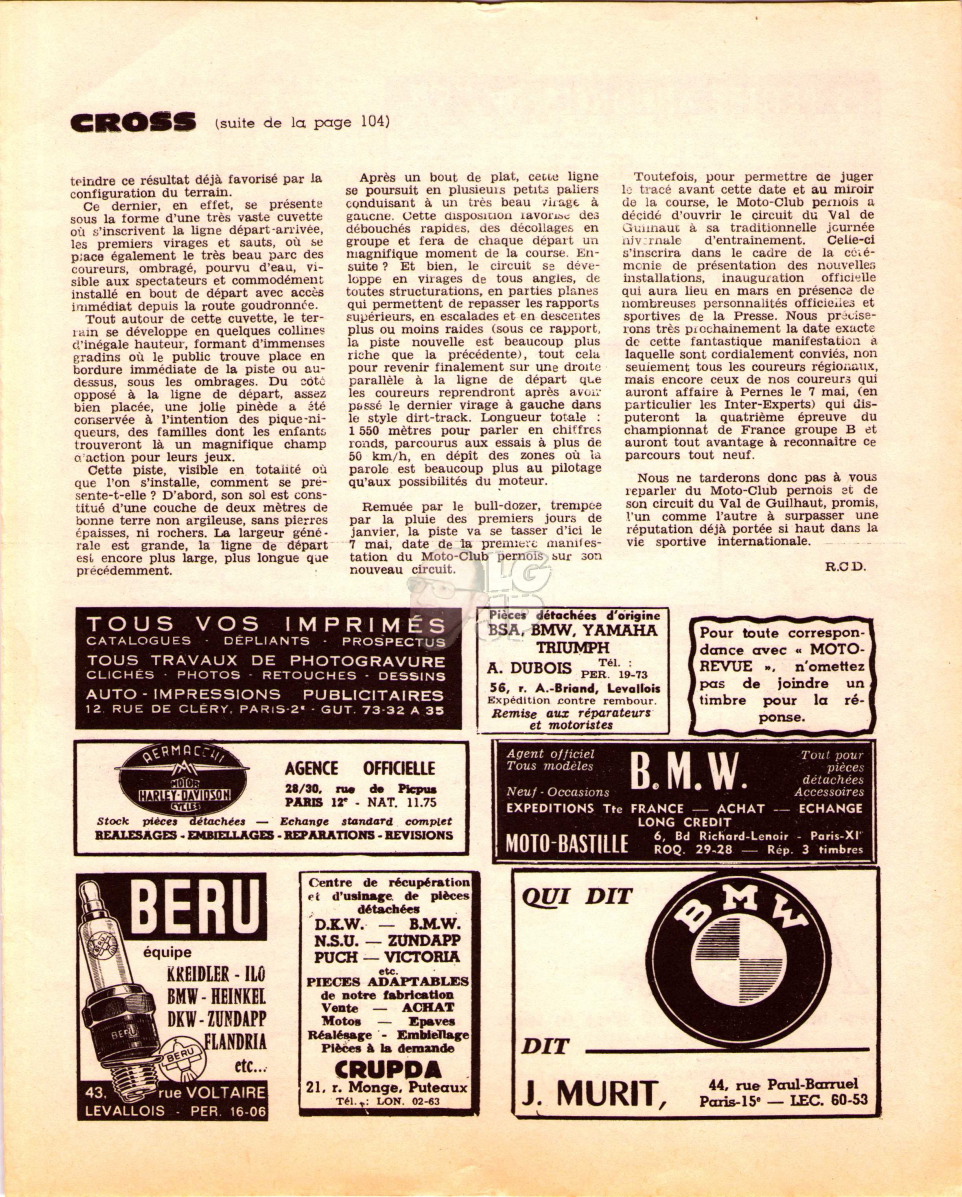 CROSS (suite de la page 104)
teindre ce résultat déjà favorisé par la
configuration du terrain.
Ce dernier, en effet, se présente
sous la forme d'une très vaste cuvette
où s'inscrivent la ligne départ-arrivée,
les premiers virages et sauts, où se
place également le très beau parc des
coureurs, ombragé, pourvu d'eau, vi-
sible aux spectateurs et commodément
installé en bout de départ avec accès
immédiat depuis la route goudronnée.
Tout autour de cette cuvette, le ter-
rain se développe en quelques collines
d'inégale hauteur, formant d'immenses
gradins où le public trouve place en
bordure immédiate de la piste ou au-
dessus, sous les ombrages. Du côté
opposé à la ligne de départ, assez
bien placée, une jolie pinède a été
conservée à l'intention des pique-ni-
queurs, des familles dont les enfants
trouveront là un magnifique champ
d'action pour leurs jeux.
Cette piste, visible en totalité où
que l'on s'installe, comment se pré-
sente-t-elle ? D'abord, son sol est cons-
titué d'une couche de deux mètres de
bonne terre non argileuse, sans pierres
épaisses, ni rochers. La largeur géné-
rale est grande, la ligne de départ
est encore plus large, plus longue que
précédemment.
Après un bout de plat, cette ligne
se poursuit en plusieurs petits paliers
conduisant à un très beau virage à
gauche. Cette disposition favorise des
débouchés rapides, des décollages en
groupe et fera de chaque départ un
magnifique moment de la course. En-
suite ? Et bien, le circuit se déve-
loppe en virages de tous angles, de
toutes structurations, en parties planes
qui permettent de repasser les rapports
supérieurs, en escalades et en descentes
plus ou moins raides (sous ce rapport,
la piste nouvelle est beaucoup plus
riche que la précédente), tout cela
pour revenir finalement sur une droite
parallèle à la ligne de départ que
les coureurs reprendront après avoir
passé le dernier virage à gauche dans
le style dirt-track. Longueur totale :
1 550 mètres pour parler en chiffres
ronds, parcourus aux essais à plus de
50 km/h, en dépit des zones où la
parole est beaucoup plus au pilotage
qu'aux possibilités du moteur.
Remuée par le bull-dozer, trempée
par la pluie des premiers jours de
janvier, la piste va se tasser d'ici le
7 mai, date de la première manifes-
tation du Moto-Club pernois sur son
nouveau circuit.
Toutefois, pour permettre de juger
le tracé avant cette date et au miroir
de la course, le Moto-Club pernois a
décidé d'ouvrir le circuit du Val de
Guilhaut à sa traditionnelle journée
hivernale d'entrainement. Celle-ci
s'inscrira dans le cadre de la céré-
monie de présentation des nouvelles
installations, inauguration officielle
qui aura lieu en mars en présence de
nombreuses personnalités officielles et
sportives de la Presse. Nous précise-
rons très prochainement la date exacte
de cette fantastique manifestation à
laquelle sont cordialement conviés, non
seulement tous les coureurs régionaux,
mais encore ceux de nos coureurs qui
auront affaire à Pernes le 7 mai, (en
particulier les Inter-Experts) qui dis-
puteront la quatrième épreuve du
championnat de France groupe B et
auront tout avantage à reconnaitre ce
parcours tout neuf.
Nous ne tarderons donc pas à vous
reparler du Moto-Club pernois et de
son circuit du Val de Guilhaut, promis,
l'un comme l'autre à surpasser une
réputation déjà portée si haut dans la
vie sportive internationale.
R.C D.
TOUS VOS IMPRIMÉS
CATALOGUES - DÉPLIANTS - PROSPECTUS
TOUS TRAVAUX DE PHOTOGRAVURE
CLICHÉS - PHOTOS - RETOUCHES - DESSINS
AUTO-IMPRESSIONS PUBLICITAIRES
12, RUE DE CLÉRY, PARIS-2e - GUT. 73-32 A 35
Pièces détachées d'origine
BSA, BMW, YAMAHA
TRIUMPH
A. DUBOIS Tél. :
PER. 19-73
56, r. A.-Briand, Levallois
Expédition contre rembour.
Remise aux réparateurs
et motoristes
Pour toute correspon-
dance avec « MOTO-
REVUE », n'omettez
pas de joindre un
timbre pour la ré-
ponse.
AERMACCHI
MOTOR
HARLEY-DAVIDSON
CYCLES
AGENCE OFFICIELLE
28/30, rue de Picpus
PARIS 12e - NAT. 11.75
Stock pièces détachées — Echange standard complet
REALESAGES - EMBIELLAGES - REPARATIONS - REVISIONS
Agent officiel
Tous modèles
Neuf - Occasions
B.M.W.
Tout pour
pièces
détachées
Accessoires
EXPEDITIONS Tte FRANCE — ACHAT — ECHANGE
LONG CREDIT
MOTO-BASTILLE 6, Bd Richard-Lenoir - Paris-XIe
ROQ. 29-28 — Rép. 3 timbres
BERU
équipe
KREIDLER - ILO
BMW - HEINKEL
DKW - ZUNDAPP
FLANDRIA
etc...
BERU
BERU
43, rue VOLTAIRE
LEVALLOIS - PER. 16-06
Centre de récupération
et d'usinage de pièces
détachées
D.K.W. — B.M.W.
N.S.U. — ZUNDAPP
PUCH — VICTORIA
etc.
PIECES ADAPTABLES
de notre fabrication
Vente — ACHAT
Motos — Epaves
Réalésage - Embiellage
Pièces à la demande
CRUPDA
21, r. Monge, Puteaux
Tél. : LON. 02-63
QUI DIT
BMW
DIT
J. MURIT, 44, rue Paul-Barruel
Paris-15e — LEC. 60-53